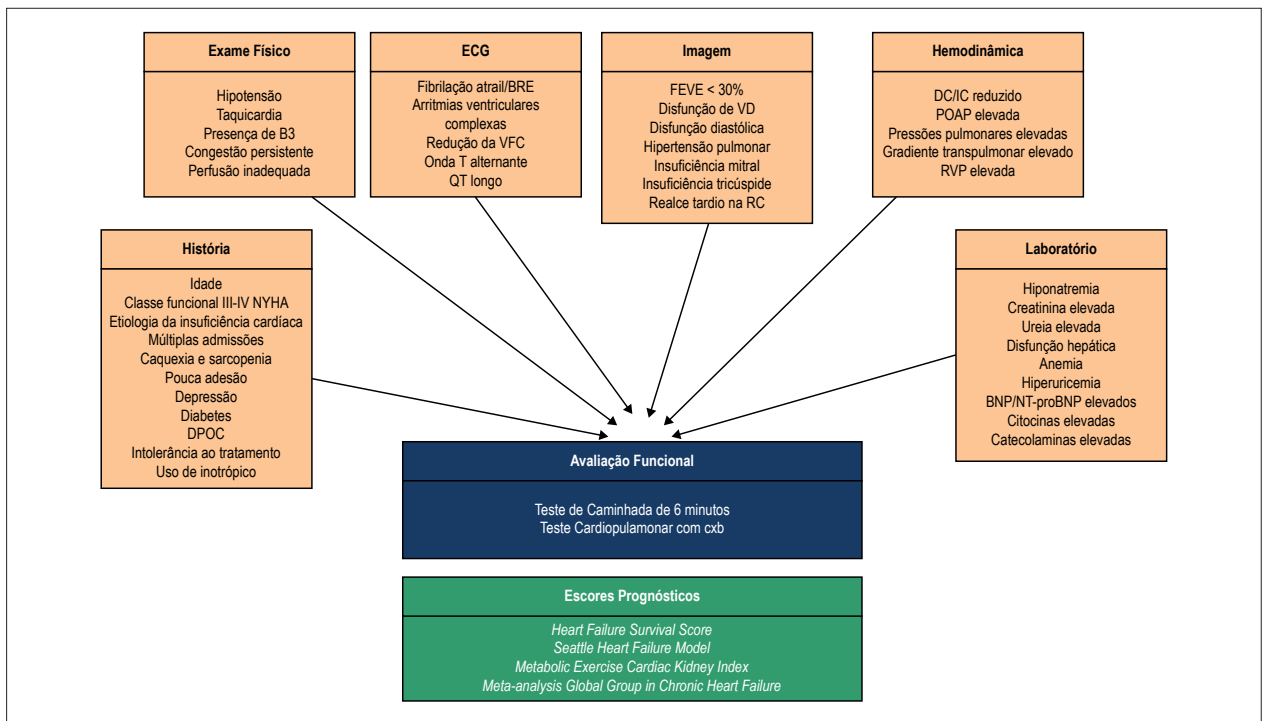 Exame Físico
Hipotensão
Taquicardia
Presença de B3
Congestão persistente
Perfusão inadequada
ECG
Fibrilação atrail/BRE
Arritmias ventriculares
complexas
Redução da VFC
Onda T alternante
QT longo
Imagem
FEVE < 30%
Disfunção de VD
Disfunção diastólica
Hipertensão pulmonar
Insuficiência mitral
Insuficiência tricúspide
Realce tardio na RC
Hemodinâmica
DC/IC reduzido
POAP elevada
Pressões pulmonares elevadas
Gradiente transpulmonar elevado
RVP elevada
História
Idade
Classe funcional III-IV NYHA
Etiologia da insuficiência cardíaca
Múltiplas admissões
Caquexia e sarcopenia
Pouca adesão
Depressão
Diabetes
DPOC
Intolerância ao tratamento
Uso de inotrópico
Laboratório
Hiponatremia
Creatinina elevada
Ureia elevada
Disfunção hepática
Anemia
Hiperuricemia
BNP/NT-proBNP elevados
Citocinas elevadas
Catecolaminas elevadas
Avaliação Funcional
Teste de Caminhada de 6 minutos
Teste Cardiopulamonar com cxb
Escores Prognósticos
Heart Failure Survival Score
Seattle Heart Failure Model
Metabolic Exercise Cardiac Kidney Index
Meta-analysis Global Group in Chronic Heart Failure